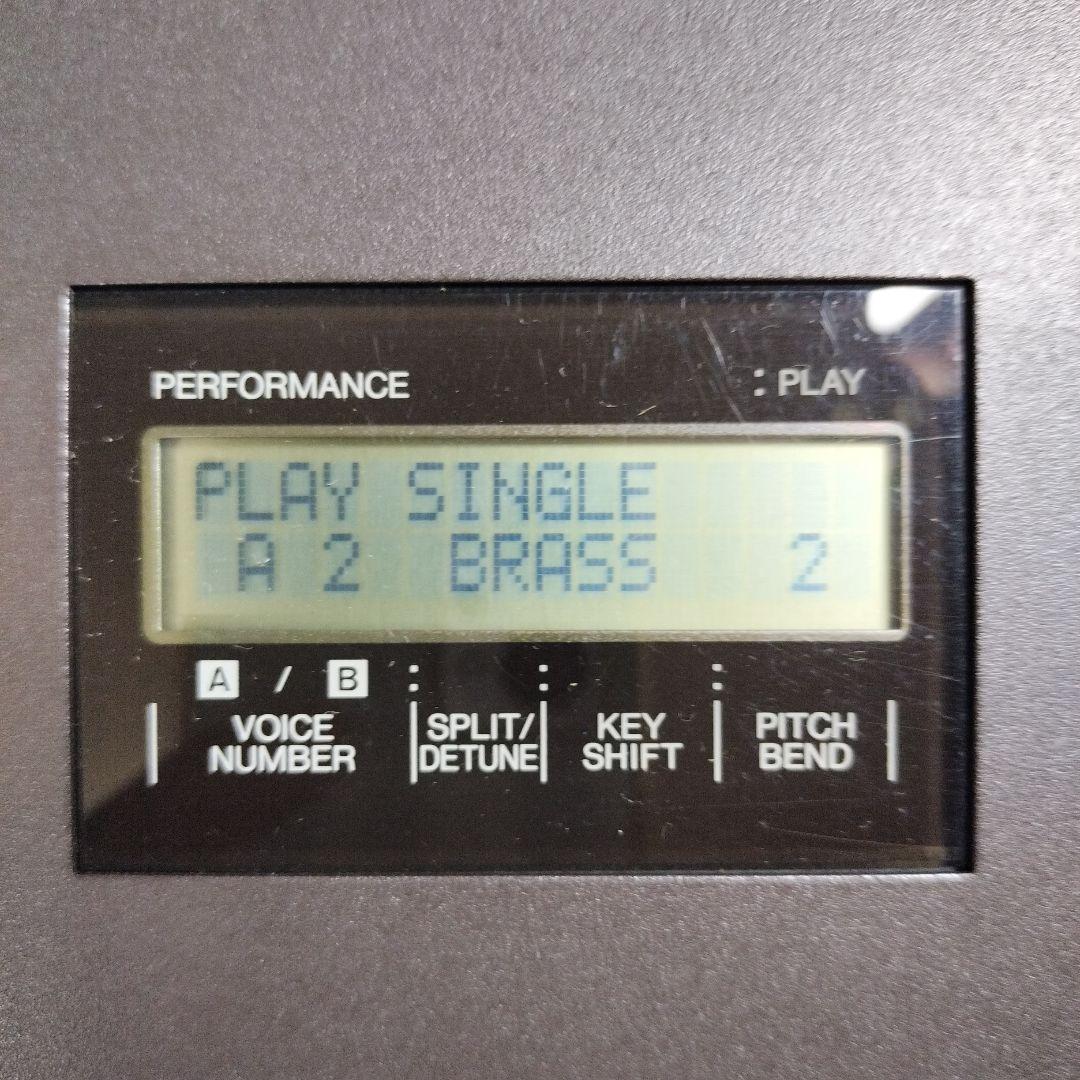 PERFORMANCE : PLAY
PLAY SINGLE
A 2 BRASS 2
A / B : : :
VOICE NUMBER
SPLIT/ DETUNE
KEY SHIFT
PITCH BEND